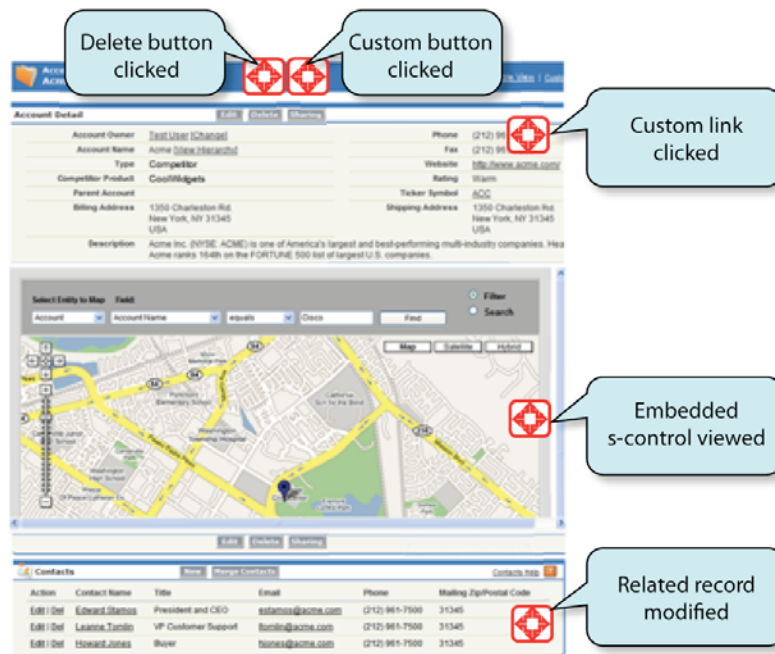 Delete button
clicked
Custom button
clicked
Account Detail Edit Delete Sharing
Custom link
clicked
Account Owner Test User [Change] Phone (212) 96
Account Name Acme [View Hierarchy] Fax (212) 96
Type Competitor Website http://www.acme.com/
Competitor Product CoolWidgets Rating Warm
Parent Account Ticker Symbol ACC
Billing Address 1350 Charleston Rd. Shipping Address 1350 Charleston Rd.
New York, NY 31345 New York, NY 31345
USA USA
Description Acme Inc. (NYSE: ACME) is one of America's largest and best-performing multi-industry companies. Hea
Acme ranks 164th on the FORTUNE 500 list of largest U.S. companies.
Select Entity to Map Field: Filter
Account Account Name equals Cisco Find Search
Map Satellite Hybrid
84
84
Washington
Township Hospital
Washington
High School
Embedded
s-control viewed
Edit Delete Sharing
Contacts New Merge Contacts Contacts Help
Action Contact Name Title Email Phone Mailing Zip/Postal Code
Edit | Del Edward Stamos President and CEO estamos@acme.com (212) 961-7500 31345
Edit | Del Leanne Tomlin VP Customer Support ltomlin@acme.com (212) 961-7500 31345
Edit | Del Howard Jones Buyer hjones@acme.com (212) 961-7500 31345
Related record
modified